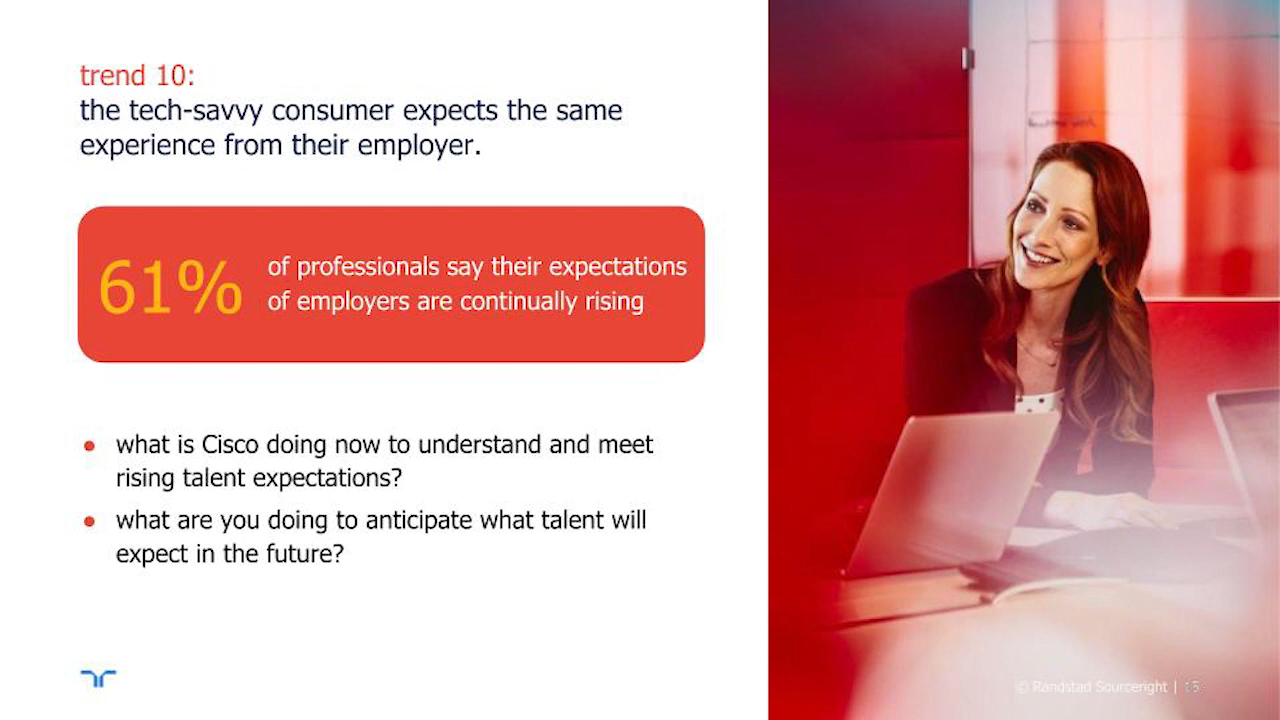 trend 10:
the tech-savvy consumer expects the same
experience from their employer.
61%
of professionals say their expectations
of employers are continually rising
• what is Cisco doing now to understand and meet
rising talent expectations?
• what are you doing to anticipate what talent will
expect in the future?
© Randstad Sourceright | 15